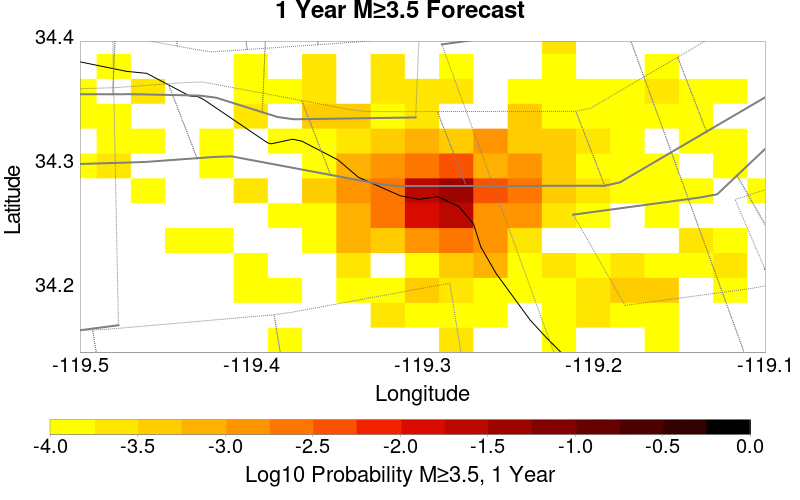 1 Year M≥3.5 Forecast
34.4
34.3
34.2
Latitude
-119.5 -119.4 -119.3 -119.2 -119.1
Longitude
-4.0 -3.5 -3.0 -2.5 -2.0 -1.5 -1.0 -0.5 0.0
Log10 Probability M≥3.5, 1 Year